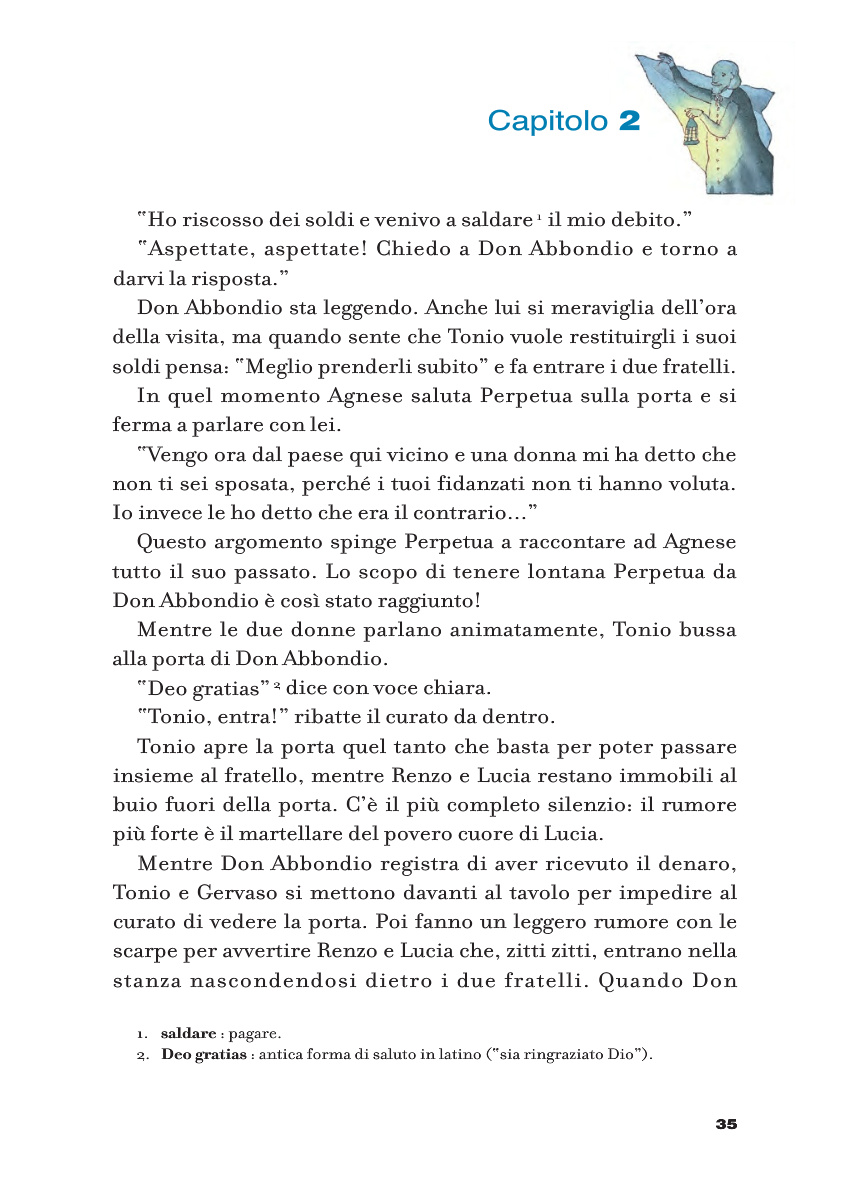 Capitolo 2
“Ho riscosso dei soldi e venivo a saldare 1 il mio debito.”
“Aspettate, aspettate! Chiedo a Don Abbondio e torno a
darvi la risposta.”
Don Abbondio sta leggendo. Anche lui si meraviglia dell’ora
della visita, ma quando sente che Tonio vuole restituirgli i suoi
soldi pensa: “Meglio prenderli subito” e fa entrare i due fratelli.
In quel momento Agnese saluta Perpetua sulla porta e si
ferma a parlare con lei.
“Vengo ora dal paese qui vicino e una donna mi ha detto che
non ti sei sposata, perché i tuoi fidanzati non ti hanno voluta.
Io invece le ho detto che era il contrario...”
Questo argomento spinge Perpetua a raccontare ad Agnese
tutto il suo passato. Lo scopo di tenere lontana Perpetua da
Don Abbondio è così stato raggiunto!
Mentre le due donne parlano animatamente, Tonio bussa
alla porta di Don Abbondio.
“Deo gratias” 2 dice con voce chiara.
“Tonio, entra!” ribatte il curato da dentro.
Tonio apre la porta quel tanto che basta per poter passare
insieme al fratello, mentre Renzo e Lucia restano immobili al
buio fuori della porta. C’è il più completo silenzio: il rumore
più forte è il martellare del povero cuore di Lucia.
Mentre Don Abbondio registra di aver ricevuto il denaro,
Tonio e Gervaso si mettono davanti al tavolo per impedire al
curato di vedere la porta. Poi fanno un leggero rumore con le
scarpe per avvertire Renzo e Lucia che, zitti zitti, entrano nella
stanza nascondendosi dietro i due fratelli. Quando Don
1. saldare : pagare.
2. Deo gratias : antica forma di saluto in latino (“sia ringraziato Dio”).
35